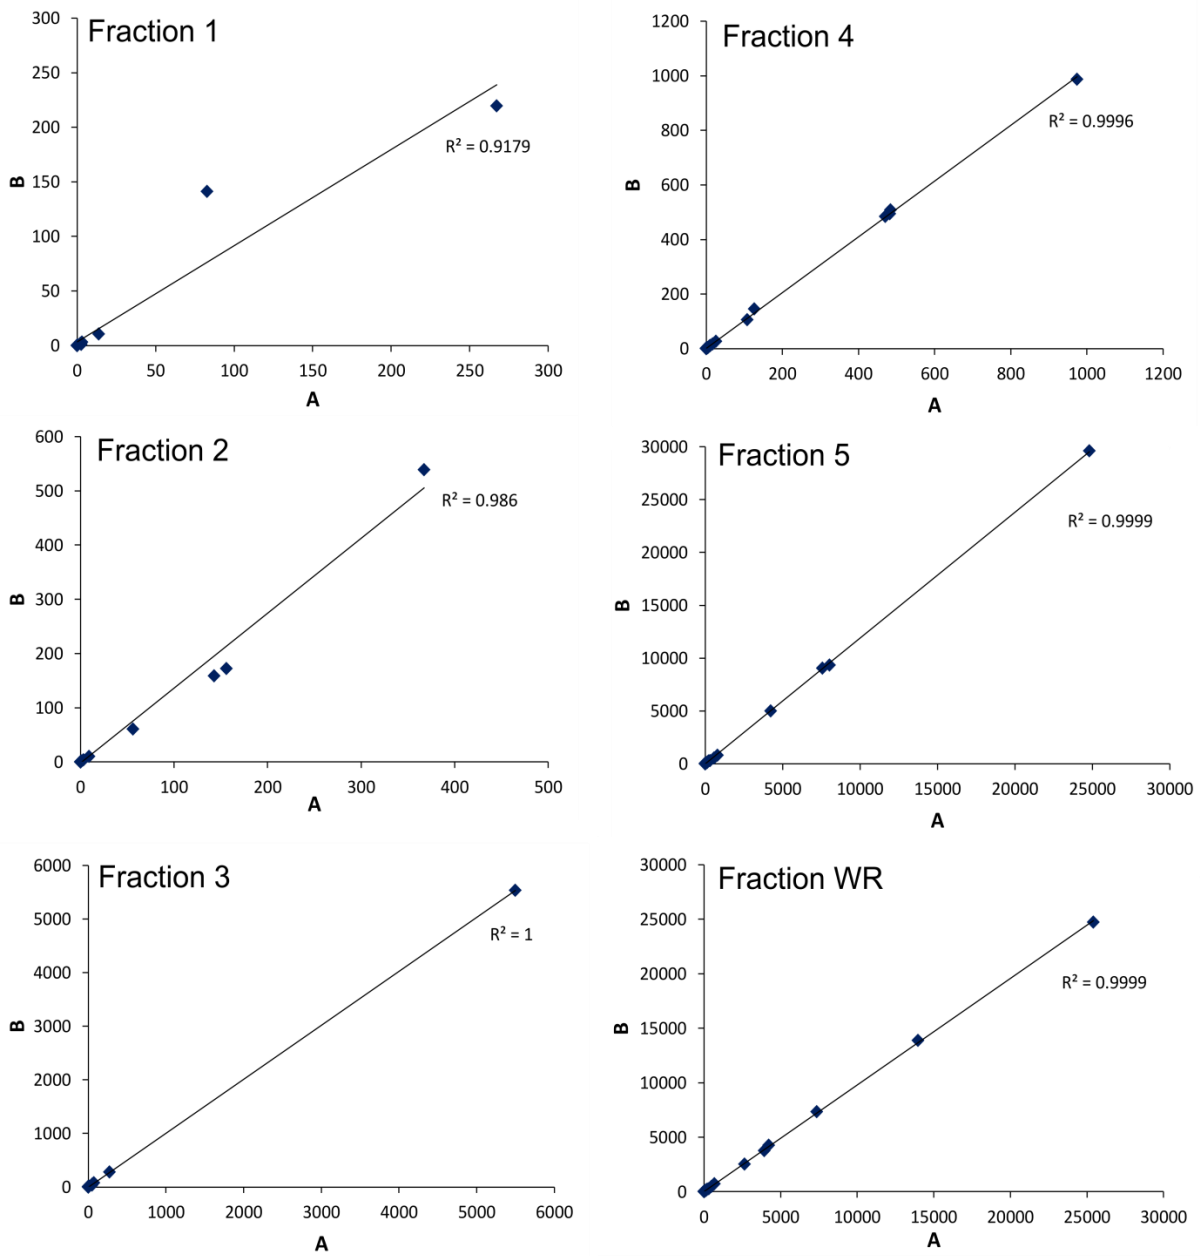 Fraction 1
300
250
200
150
100
50
0
R² = 0.9179
B
0 50 100 150 200 250 300
A
Fraction 4
1200
1000
800
600
400
200
0
R² = 0.9996
B
0 200 400 600 800 1000 1200
A
Fraction 2
600
500
400
300
200
100
0
R² = 0.986
B
0 100 200 300 400 500
A
Fraction 5
30000
25000
20000
15000
10000
5000
0
R² = 0.9999
B
0 5000 10000 15000 20000 25000 30000
A
Fraction 3
6000
5000
4000
3000
2000
1000
0
R² = 1
B
0 1000 2000 3000 4000 5000 6000
A
Fraction WR
30000
25000
20000
15000
10000
5000
0
R² = 0.9999
B
0 5000 10000 15000 20000 25000 30000
A